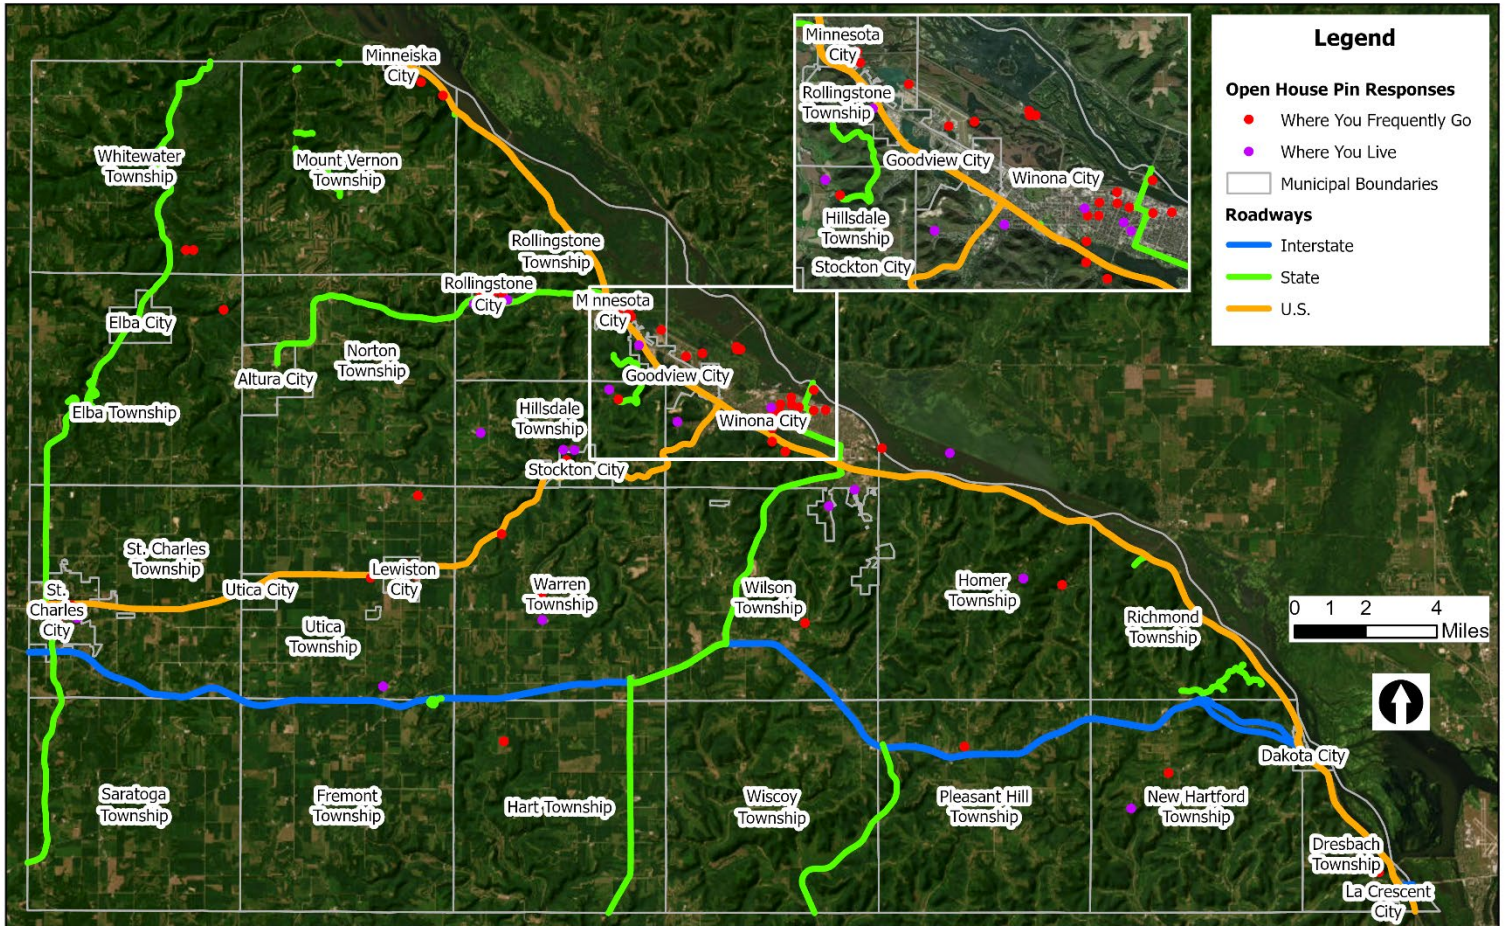 Legend
Open House Pin Responses
Where You Frequently Go
Where You Live
Municipal Boundaries
Roadways
Interstate
State
U.S.
Minnesota
City
Rollingstone
Township
Goodview City
Winona City
Hillsdale
Township
Stockton City
Minneiska
City
Whitewater
Township
Mount Vernon
Township
Rollingstone
Township
Rollingstone
City
M nnesota
City
Elba City
Norton
Township
Altura City
Goodview City
Elba Township
Hillsdale
Township
Winona City
Stockton City
St. Charles
Township
Lewiston
City
Utica City
St.
Charles
City
Warren
Township
Wilson
Township
Homer
Township
Utica
Township
Richmond
Township
0 1 2 4
Miles
Dakota City
Saratoga
Township
Fremont
Township
Hart Township
Wiscoy
Township
Pleasant Hill
Township
New Hartford
Township
Dresbach
Township
La Crescent
City